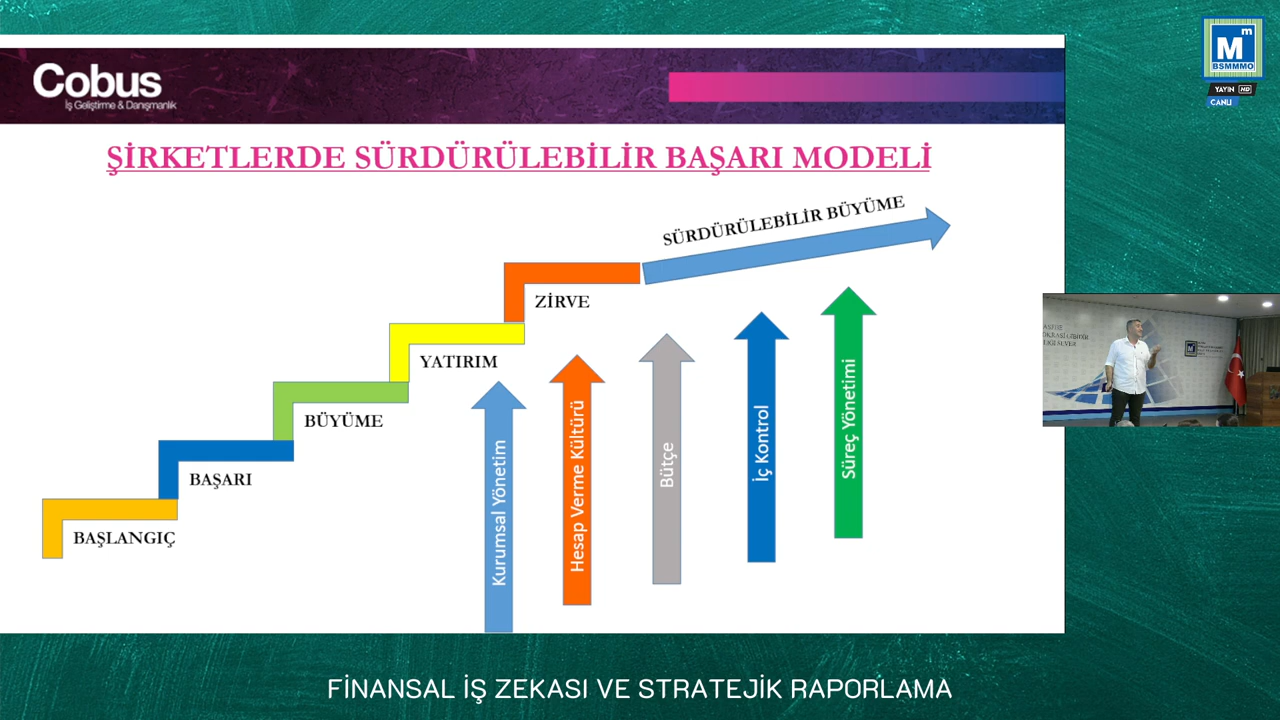 Cobus
İş Geliştirme & Danışmanlık
M m
BSMMMO
YAYIN HD
CANLI
ŞİRKETLERDE SÜRDÜRÜLEBİLİR BAŞARI MODELİ
SÜRDÜRÜLEBİLİR BÜYÜME
ZİRVE
YATIRIM
BÜYÜME
BAŞARI
BAŞLANGIÇ
Kurumsal Yönetim
Hesap Verme Kültürü
Bütçe
İç Kontrol
Süreç Yönetimi
FİNANSAL İŞ ZEKASI VE STRATEJİK RAPORLAMA